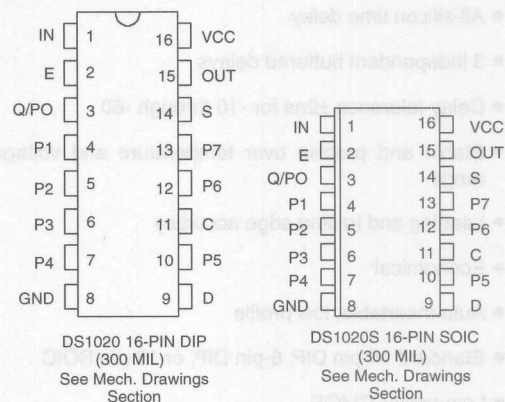 • All-silicon time delay
• 3 independent buffered delays
• Economical
IN 1 16 VCC
E 2 15 OUT
Q/PO 3 14 S
P1 4 13 P7
P2 5 12 P6
P3 6 11 C
P4 7 10 P5
GND 8 9 D
DS1020 16-PIN DIP
(300 MIL)
See Mech. Drawings
Section
IN 1 16 VCC
E 2 15 OUT
Q/PO 3 14
P1 4 13 P7
P2 5 12 P6
P3 6 11 C
P4 7 10 P5
GND 8 9 D
DS1020S 16-PIN SOIC
(300 MIL)
See Mech. Drawings
Section